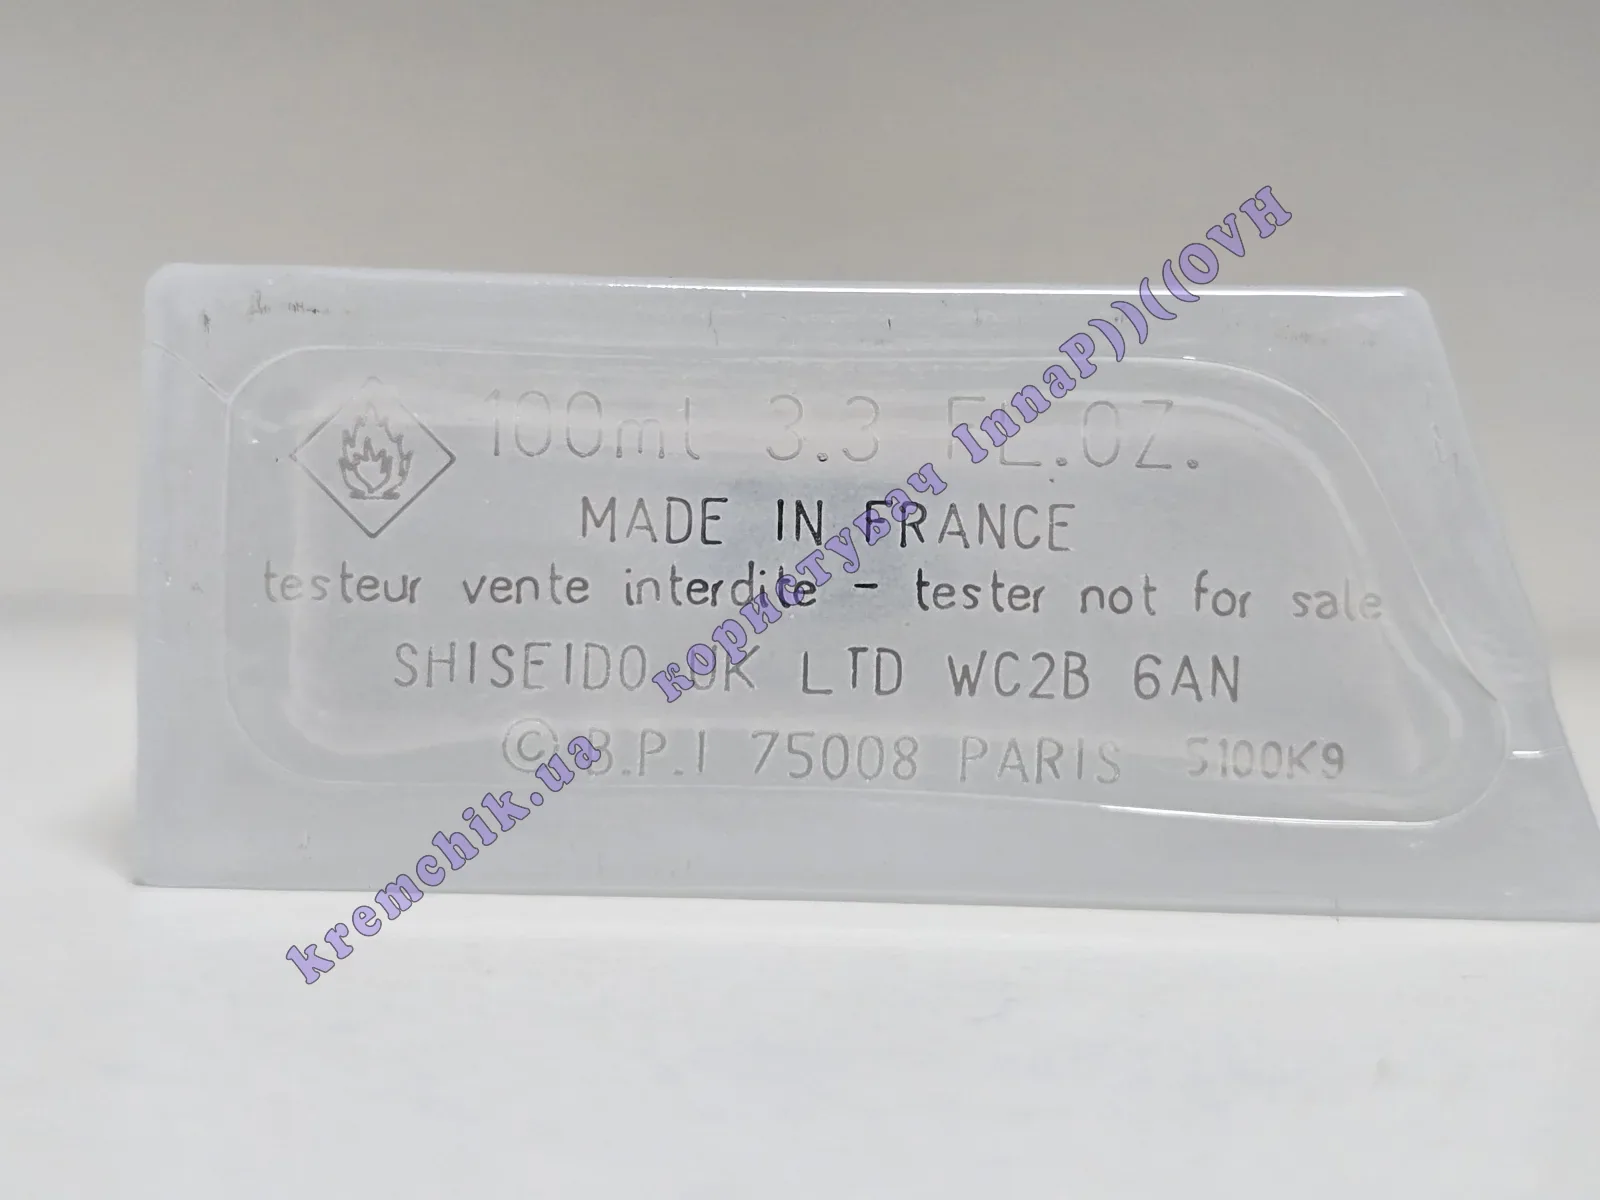 100ml 3.3 FL.OZ.
MADE IN FRANCE
testeur vente interdite - tester not for sale
SHISEIDO UK LTD WC2B 6AN
© B.P.I 75008 PARIS 5100K9
kremchik.ua користувач InnaP))((OVH